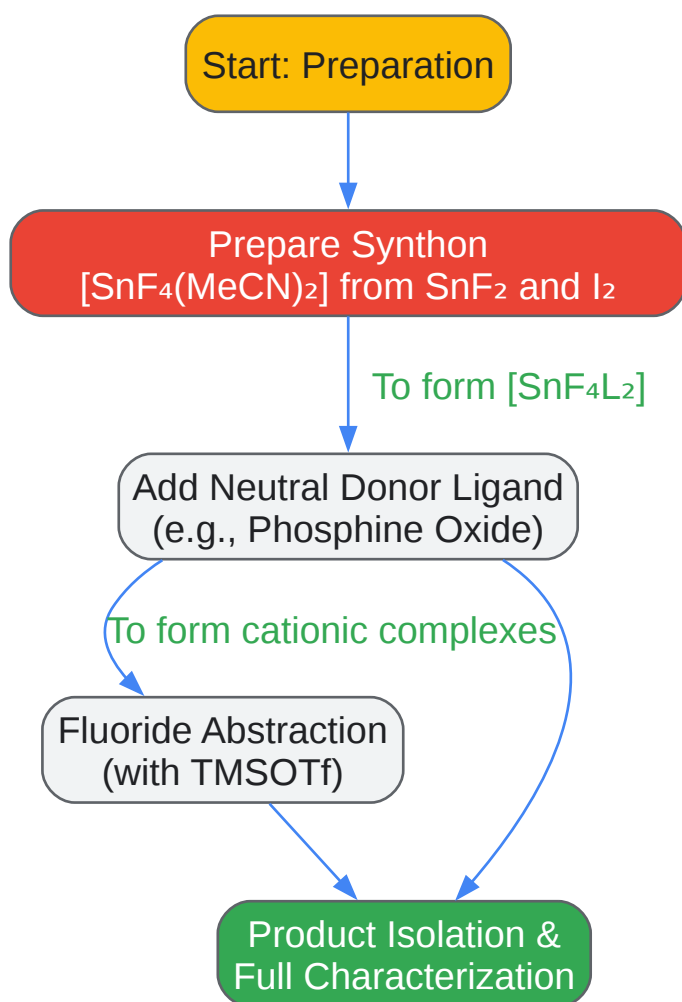 Start: Preparation
Prepare Synthon
[SnF₄(MeCN)₂] from SnF₂ and I₂
To form [SnF₄L₂]
Add Neutral Donor Ligand
(e.g., Phosphine Oxide)
To form cationic complexes
Fluoride Abstraction
(with TMSOTf)
Product Isolation &
Full Characterization